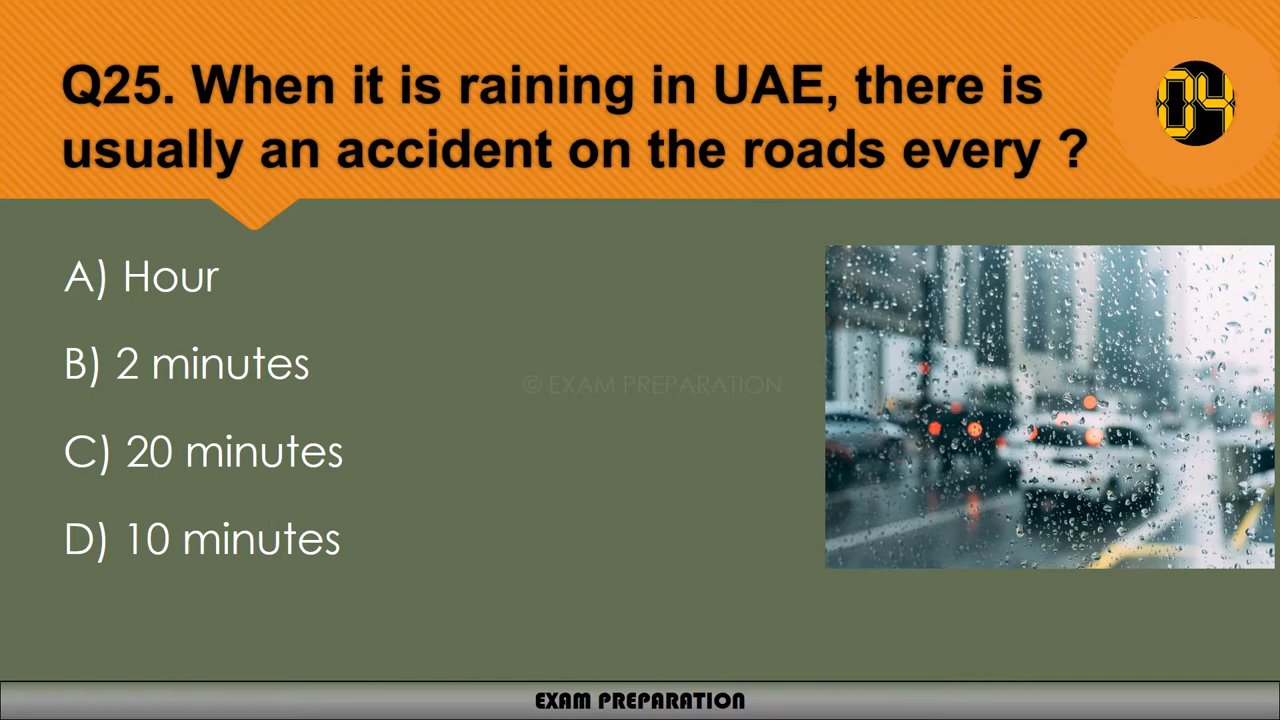 Q25. When it is raining in UAE, there is
usually an accident on the roads every ?
04
A) Hour
B) 2 minutes
C) 20 minutes
D) 10 minutes
© EXAM PREPARATION
EXAM PREPARATION